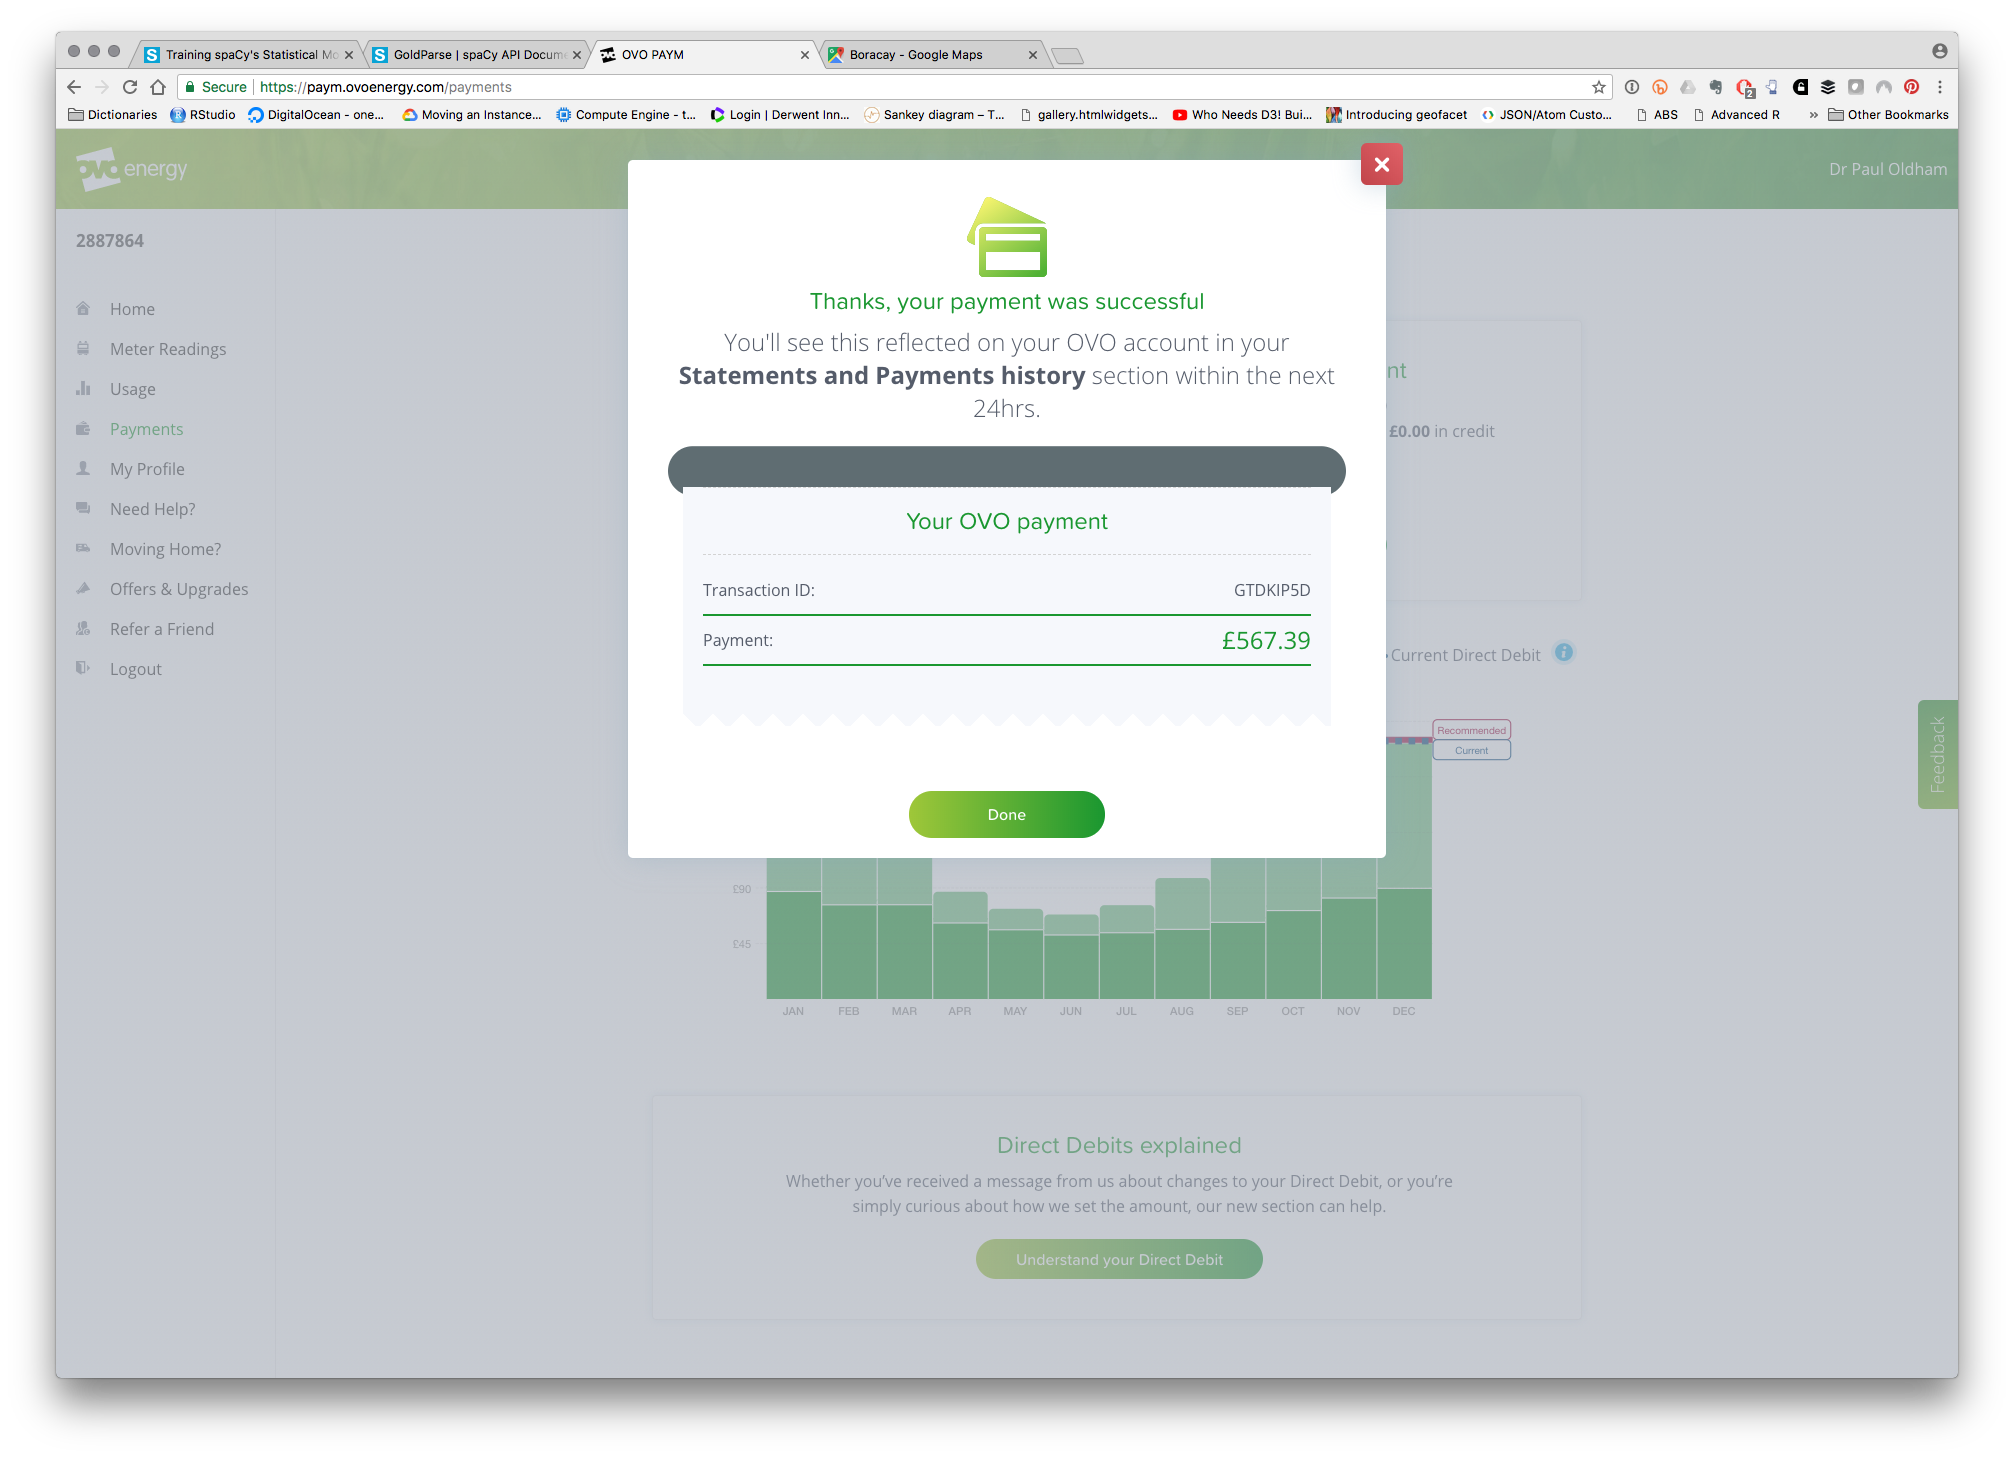 Training spaCy's Statistical Mo
GoldParse | spaCy API Docume
OVO PAYM
Boracay - Google Maps
Secure
https://paym.ovoenergy.com/payments
2
Dictionaries
RStudio
DigitalOcean - one...
Moving an Instance...
Compute Engine - t...
Login | Derwent Inn...
Sankey diagram – T...
gallery.htmlwidgets...
Who Needs D3! Bui...
Introducing geofacet
JSON/Atom Custo...
ABS
Advanced R
»
Other Bookmarks
ovo energy
Dr Paul Oldham
2887864
Home
Meter Readings
Usage
Payments
My Profile
Need Help?
Moving Home?
Offers & Upgrades
Refer a Friend
Logout
Thanks, your payment was successful
You'll see this reflected on your OVO account in your
Statements and Payments history section within the next
24hrs.
Your OVO payment
Transaction ID: GTDKIP5D
Payment: £567.39
Done
nt
£0.00 in credit
Current Direct Debit
Recommended
Current
Feedback
£90
£45
JAN FEB MAR APR MAY JUN JUL AUG SEP OCT NOV DEC
Direct Debits explained
Whether you’ve received a message from us about changes to your Direct Debit, or you’re
simply curious about how we set the amount, our new section can help.
Understand your Direct Debit